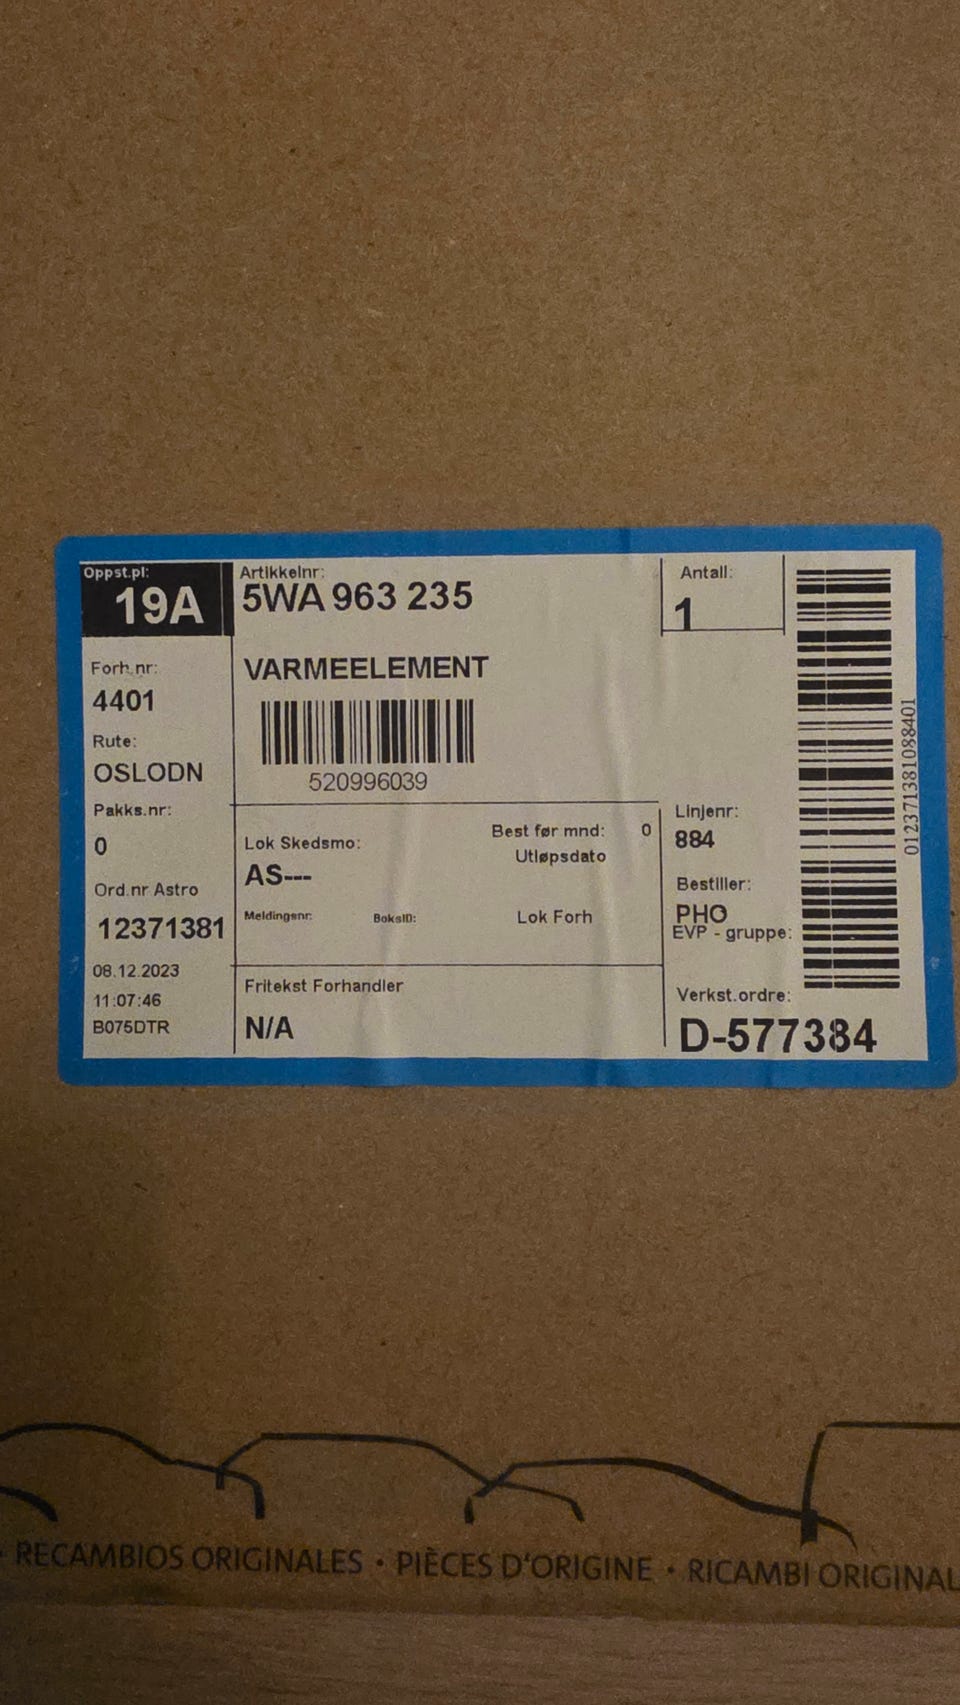 Oppst.pl:
19A
Artikkelnr:
5WA 963 235
Antall:
1
VARMEELEMENT
520996039
Forh.nr:
4401
Rute:
OSLODN
Pakks.nr:
0
Ord.nr Astro
12371381
08.12.2023
11:07:46
B075DTR
Lok Skedsmo:
AS---
Best før mnd: 0
Utløpsdato
Meldingsnr:
BoksID:
Lok Forh
Fritekst Forhandler
N/A
Linjenr:
884
Bestiller:
PHO
EVP - gruppe:
Verkst.ordre:
D-577384
012371381088401
· RECAMBIOS ORIGINALES · PIÈCES D'ORIGINE · RICAMBI ORIGINAL